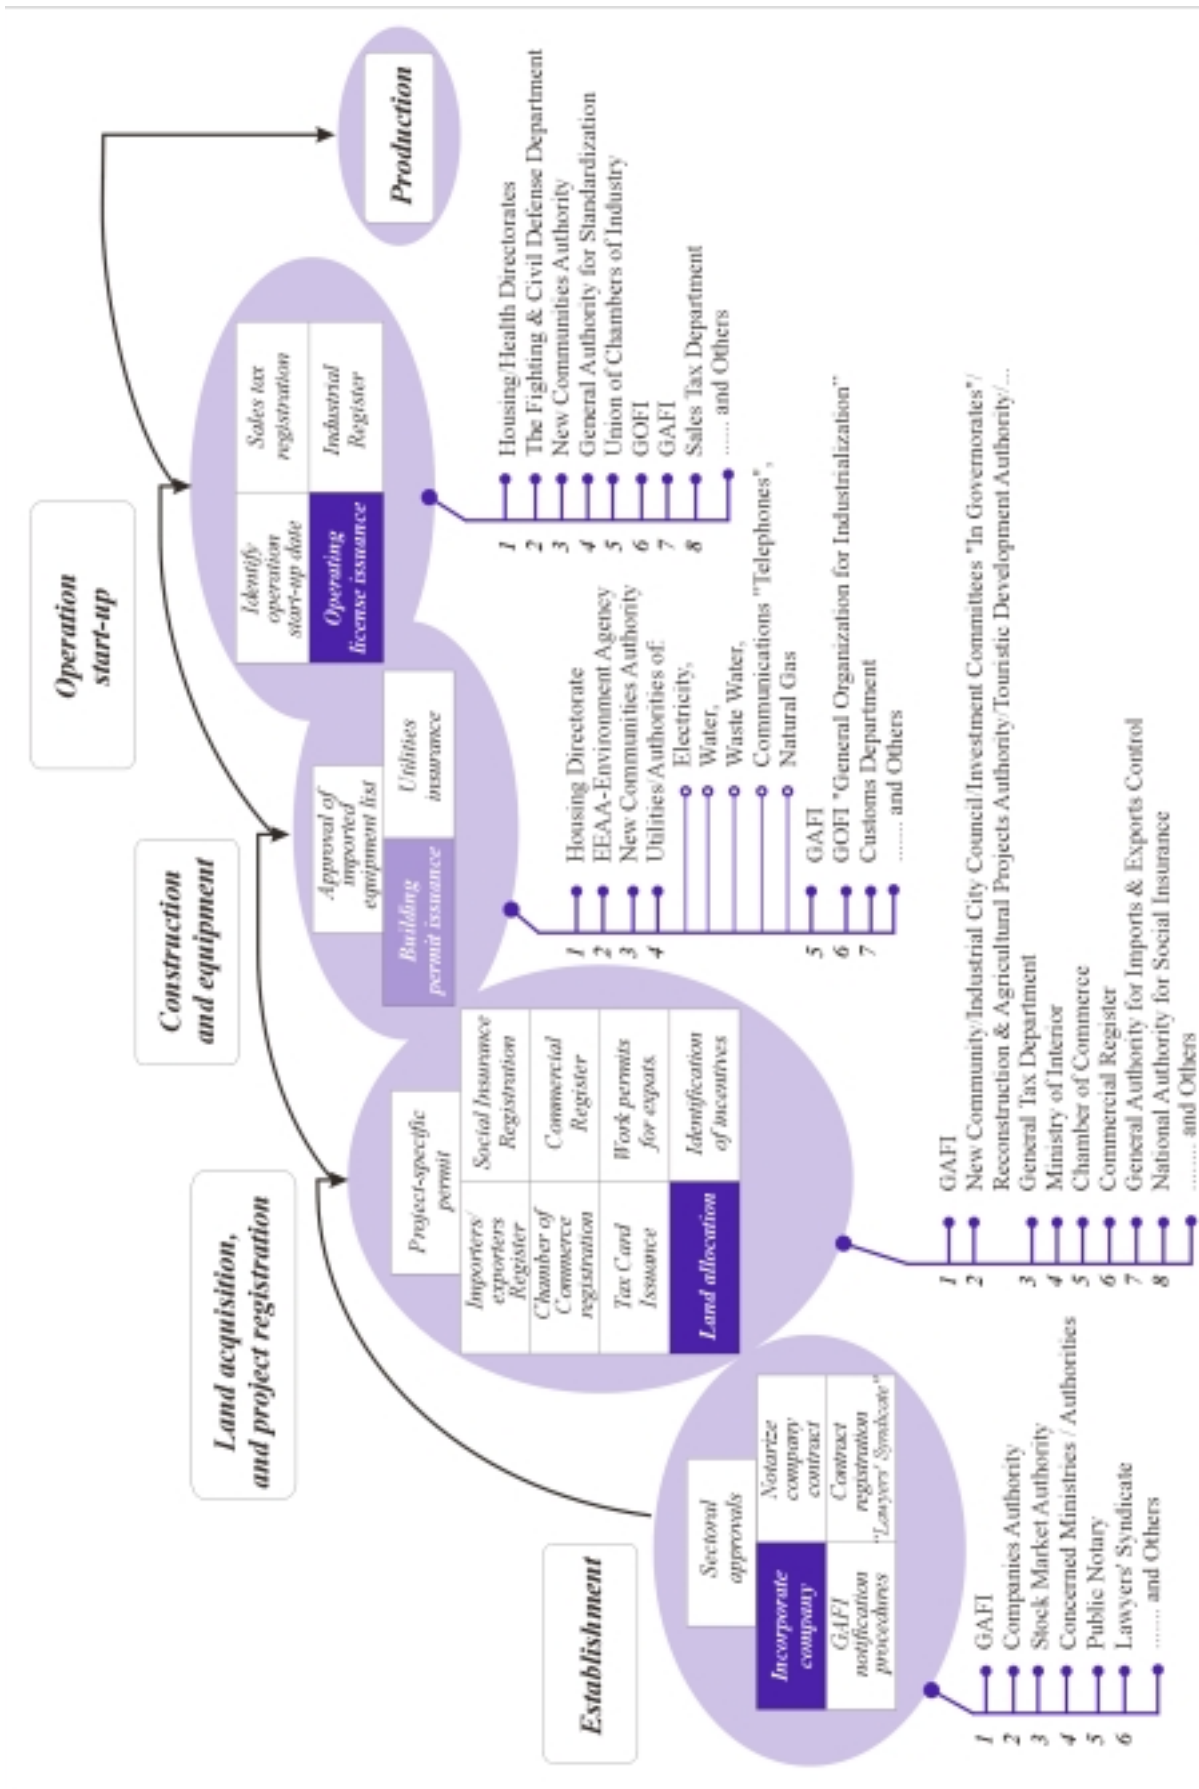 Establishment
Sectoral
approvals
Incorporate
company
Notarize
company
contract
GAFI
notification
procedures
Contract
registration
"Lawyers' Syndicate"
1 GAFI
2 Companies Authority
3 Stock Market Authority
4 Concerned Ministries / Authorities
5 Public Notary
6 Lawyers' Syndicate
....... and Others
Land acquisition,
and project registration
Project-specific
permit
Importers/
exporters
Register
Social Insurance
Registration
Chamber of
Commerce
registration
Commercial
Register
Tax Card
Issuance
Work permits
for expats.
Land allocation
Identification
of incentives
1 GAFI
2 New Community/Industrial City Council/Investment Committees "In Governorates"/
Reconstruction & Agricultural Projects Authority/Touristic Development Authority/...
3 General Tax Department
4 Ministry of Interior
5 Chamber of Commerce
6 Commercial Register
7 General Authority for Imports & Exports Control
8 National Authority for Social Insurance
......... and Others
Construction
and equipment
Approval of
imported
equipment list
Building
permit issuance
Utilities
insurance
1 Housing Directorate
2 EEAA-Environment Agency
3 New Communities Authority
4 Utilities/Authorities of:
Electricity,
Water,
Waste Water,
Communications "Telephones",
Natural Gas
5 GAFI
6 GOFI "General Organization for Industrialization"
7 Customs Department
........ and Others
Operation
start-up
Identify
operation
start-up date
Sales tax
registration
Operating
license issuance
Industrial
Register
1 Housing/Health Directorates
2 The Fighting & Civil Defense Department
3 New Communities Authority
4 General Authority for Standardization
5 Union of Chambers of Industry
6 GOFI
7 GAFI
8 Sales Tax Department
...... and Others
Production